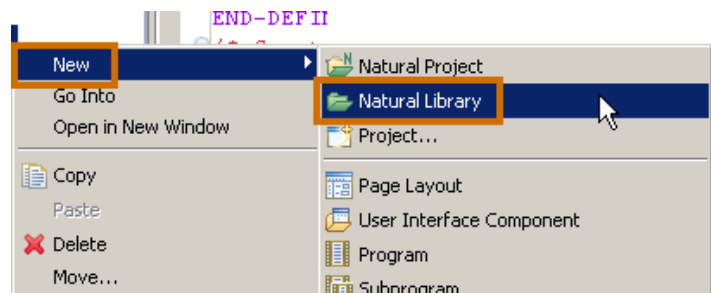 END-DEFI
New
Go Into
Open in New Window
Copy
Paste
Delete
Move...
Natural Project
Natural Library
Project...
Page Layout
User Interface Component
Program
Subprogram